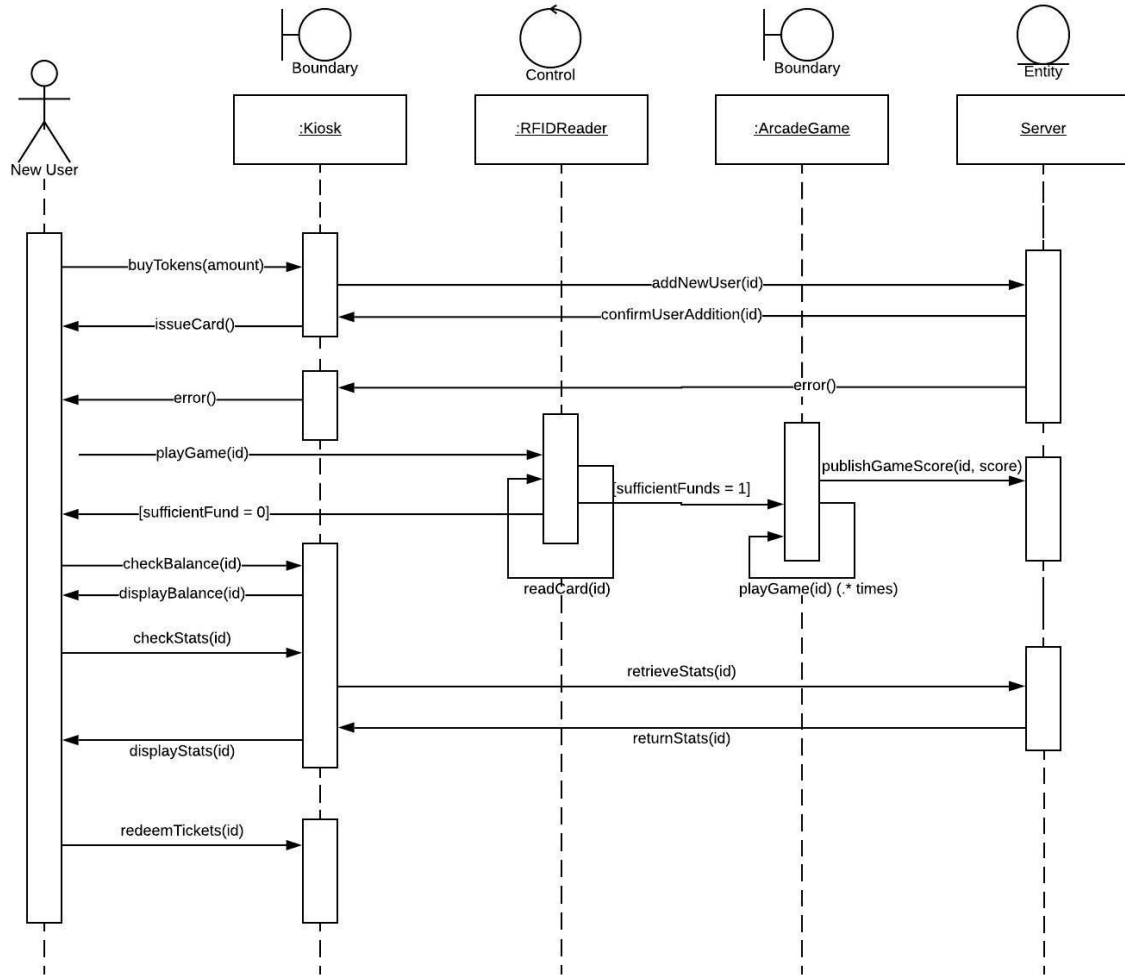 Boundary
Control
Boundary
Entity
New User
:Kiosk
:RFIDReader
:ArcadeGame
Server
buyTokens(amount)
addNewUser(id)
confirmUserAddition(id)
issueCard()
error()
error()
playGame(id)
publishGameScore(id, score)
[sufficientFunds = 1]
[sufficientFund = 0]
checkBalance(id)
readCard(id)
playGame(id) (.* times)
displayBalance(id)
checkStats(id)
retrieveStats(id)
returnStats(id)
displayStats(id)
redeemTickets(id)